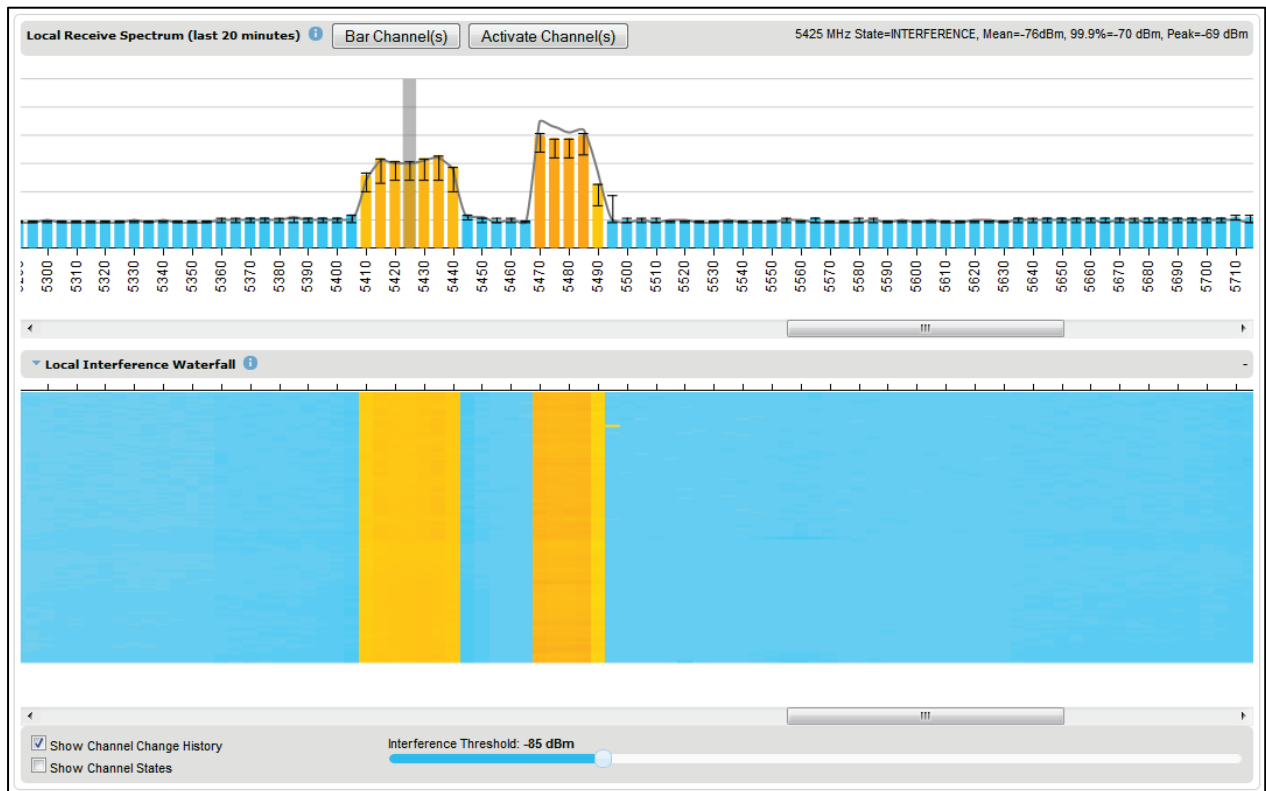 Local Receive Spectrum (last 20 minutes) i Bar Channel(s) Activate Channel(s) 5425 MHz State=INTERFERENCE, Mean=-76dBm, 99.9%=-70 dBm, Peak=-69 dBm
5300 5310 5320 5330 5340 5350 5360 5370 5380 5390 5400 5410 5420 5430 5440 5450 5460 5470 5480 5490 5500 5510 5520 5530 5540 5550 5560 5570 5580 5590 5600 5610 5620 5630 5640 5650 5660 5670 5680 5690 5700 5710
Local Interference Waterfall i -
Show Channel Change History Interference Threshold: -85 dBm
Show Channel States